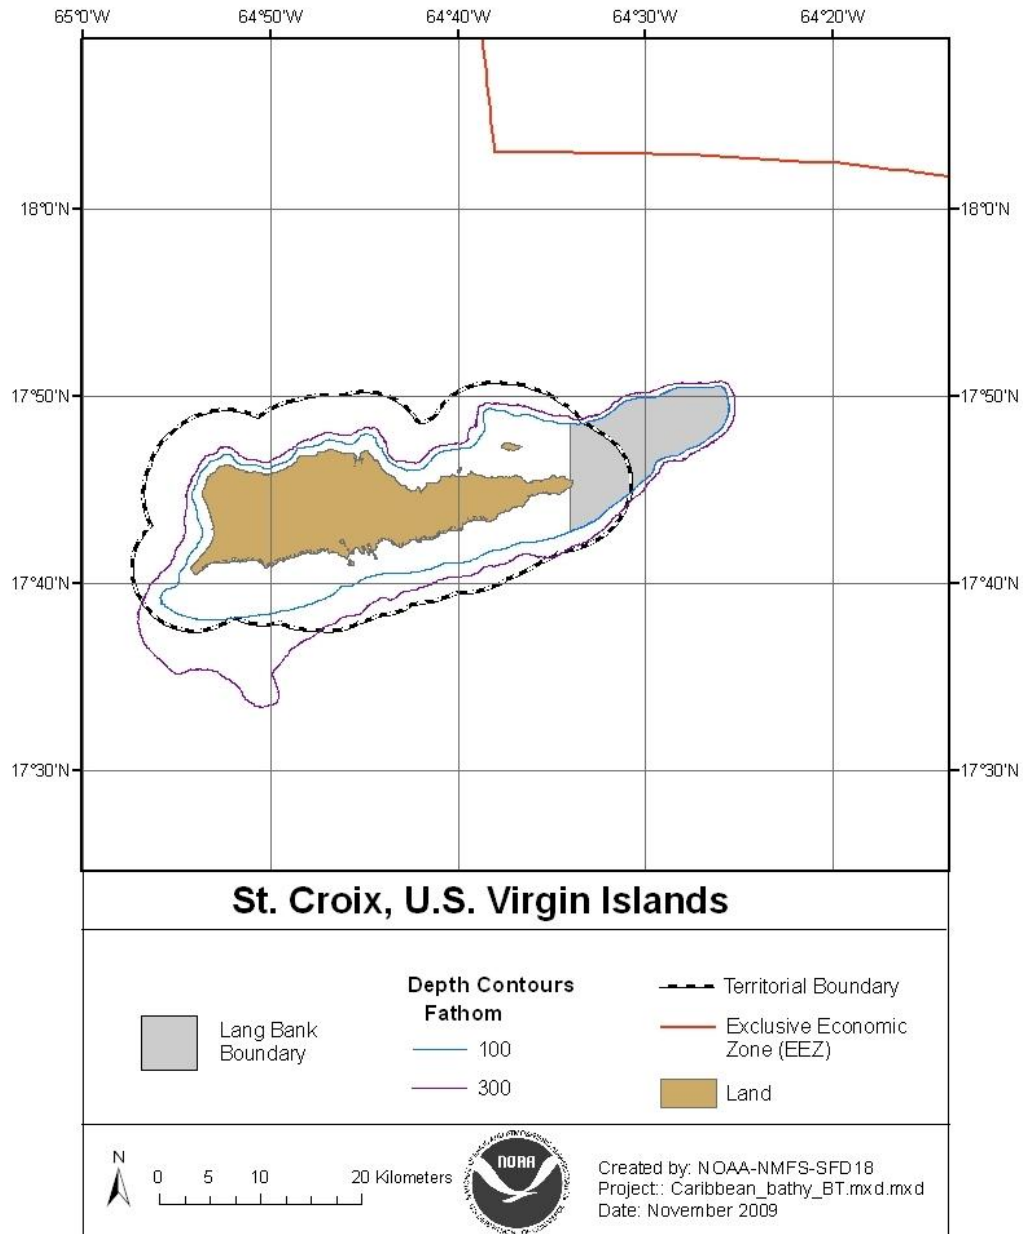 65°0'W 64°50'W 64°40'W 64°30'W 64°20'W
18°0'N 18°0'N
17°50'N 17°50'N
17°40'N 17°40'N
17°30'N 17°30'N
St. Croix, U.S. Virgin Islands
Lang Bank
Boundary
Depth Contours
Fathom
100
300
Territorial Boundary
Exclusive Economic
Zone (EEZ)
Land
N
0 5 10 20 Kilometers
NOAA
Created by: NOAA-NMFS-SFD18
Project:: Caribbean_bathy_BT.mxd.mxd
Date: November 2009